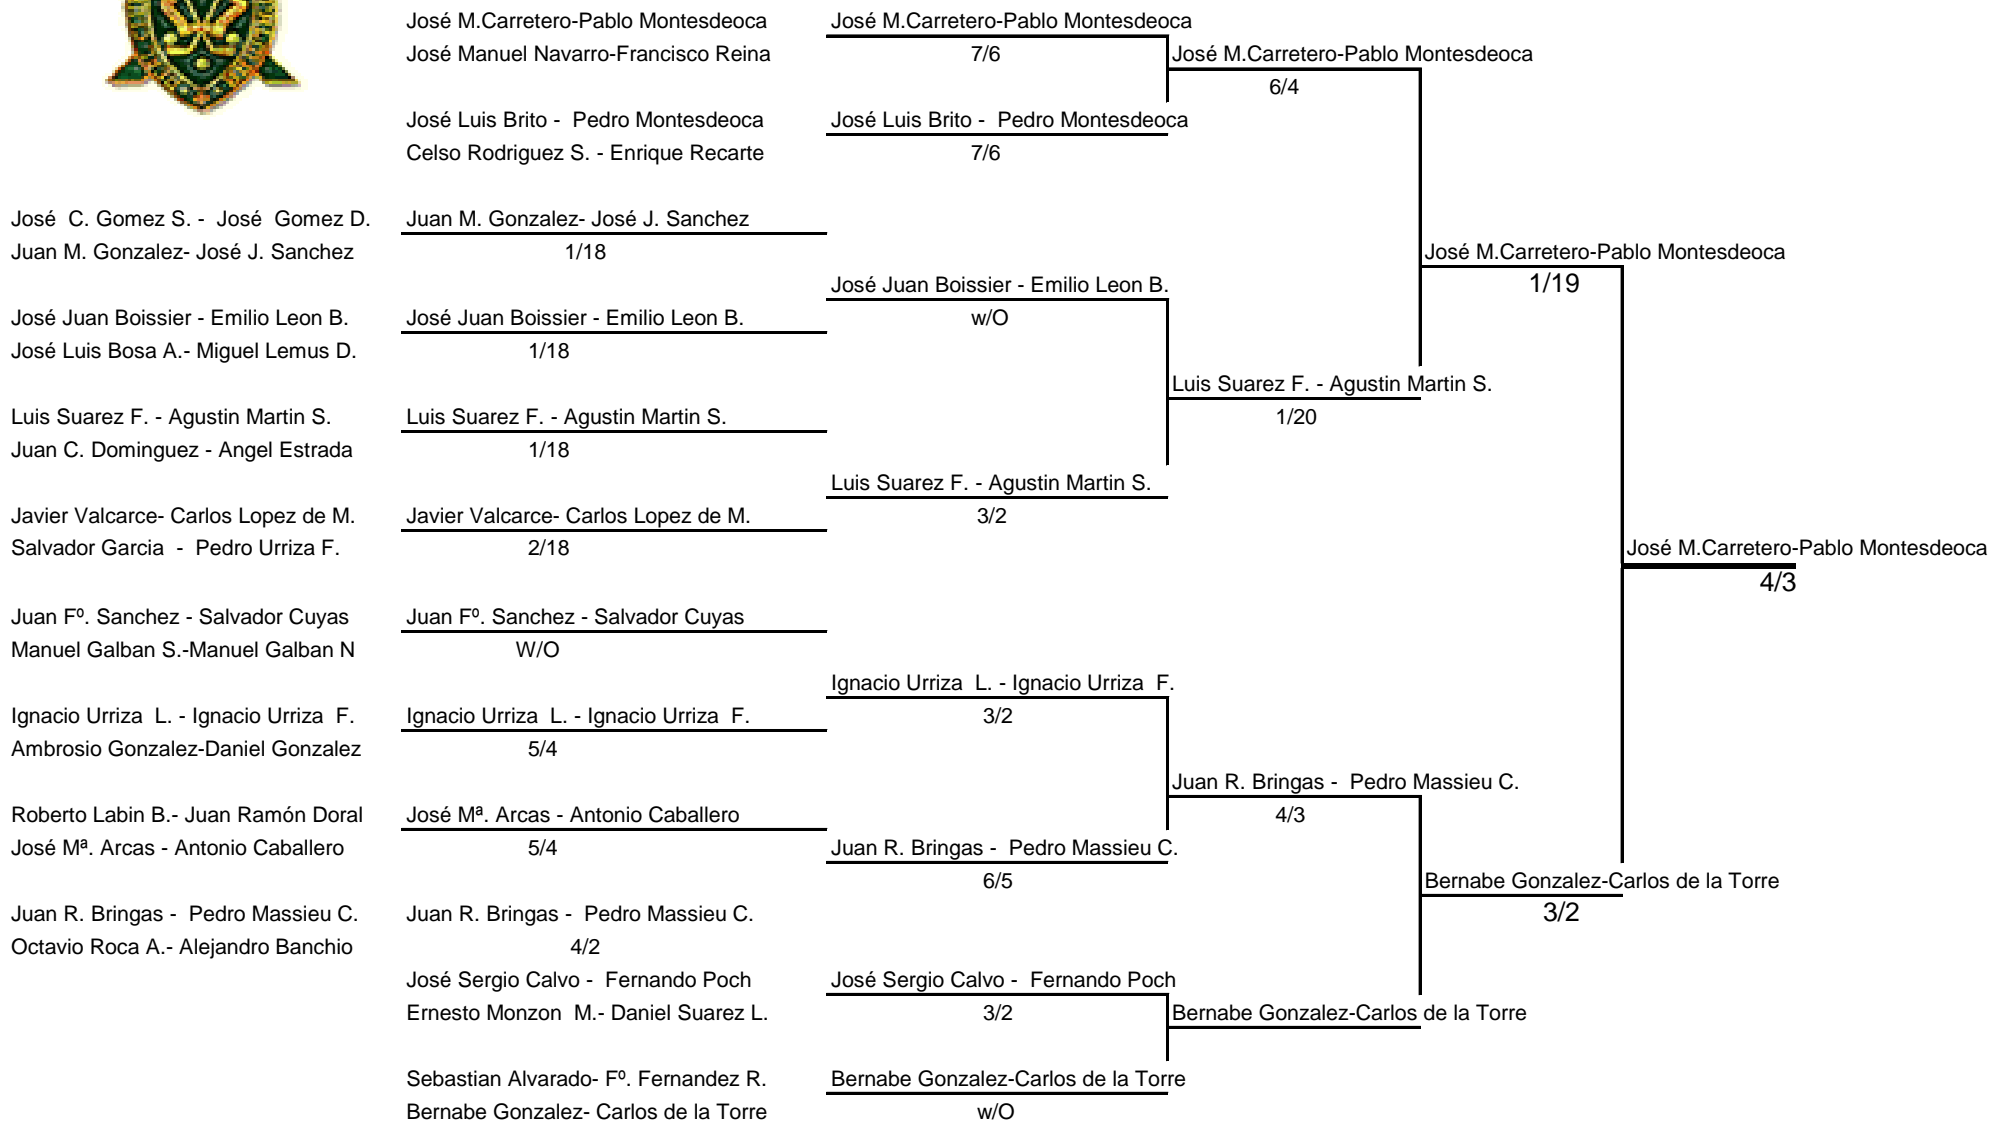 José M.Carretero-Pablo Montesdeoca José M.Carretero-Pablo Montesdeoca
José Manuel Navarro-Francisco Reina 7/6 José M.Carretero-Pablo Montesdeoca
6/4
José Luis Brito - Pedro Montesdeoca José Luis Brito - Pedro Montesdeoca
Celso Rodriguez S. - Enrique Recarte 7/6
José C. Gomez S. - José Gomez D. Juan M. Gonzalez- José J. Sanchez
Juan M. Gonzalez- José J. Sanchez 1/18 José M.Carretero-Pablo Montesdeoca
José Juan Boissier - Emilio Leon B. 1/19
José Juan Boissier - Emilio Leon B. José Juan Boissier - Emilio Leon B. w/O
José Luis Bosa A.- Miguel Lemus D. 1/18
Luis Suarez F. - Agustin Martin S.
Luis Suarez F. - Agustin Martin S. Luis Suarez F. - Agustin Martin S. 1/20
Juan C. Dominguez - Angel Estrada 1/18
Luis Suarez F. - Agustin Martin S.
Javier Valcarce- Carlos Lopez de M. Javier Valcarce- Carlos Lopez de M. 3/2
Salvador Garcia - Pedro Urriza F. 2/18 José M.Carretero-Pablo Montesdeoca
4/3
Juan Fº. Sanchez - Salvador Cuyas Juan Fº. Sanchez - Salvador Cuyas
Manuel Galban S.-Manuel Galban N W/O
Ignacio Urriza L. - Ignacio Urriza F.
Ignacio Urriza L. - Ignacio Urriza F. Ignacio Urriza L. - Ignacio Urriza F. 3/2
Ambrosio Gonzalez-Daniel Gonzalez 5/4
Juan R. Bringas - Pedro Massieu C.
Roberto Labin B.- Juan Ramón Doral José Mª. Arcas - Antonio Caballero 4/3
José Mª. Arcas - Antonio Caballero 5/4 Juan R. Bringas - Pedro Massieu C.
6/5 Bernabe Gonzalez-Carlos de la Torre
Juan R. Bringas - Pedro Massieu C. Juan R. Bringas - Pedro Massieu C. 3/2
Octavio Roca A.- Alejandro Banchio 4/2
José Sergio Calvo - Fernando Poch José Sergio Calvo - Fernando Poch
Ernesto Monzon M.- Daniel Suarez L. 3/2 Bernabe Gonzalez-Carlos de la Torre
Sebastian Alvarado- Fº. Fernandez R. Bernabe Gonzalez-Carlos de la Torre
Bernabe Gonzalez- Carlos de la Torre w/O